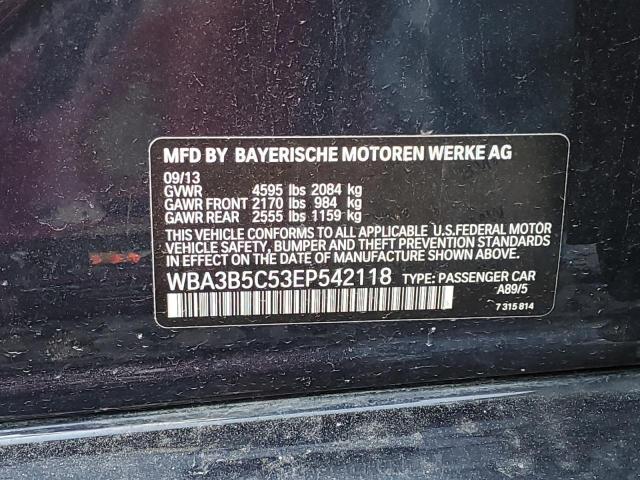 MFD BY BAYERISCHE MOTOREN WERKE AG
09/13
GVWR 4595 lbs 2084 kg
GAWR FRONT 2170 lbs 984 kg
GAWR REAR 2555 lbs 1159 kg
THIS VEHICLE CONFORMS TO ALL APPLICABLE U.S.FEDERAL MOTOR
VEHICLE SAFETY, BUMPER AND THEFT PREVENTION STANDARDS
IN EFFECT ON THE DATE OF MANUFACTURE SHOWN ABOVE.
WBA3B5C53EP542118 TYPE: PASSENGER CAR
A89/5
7 315 814